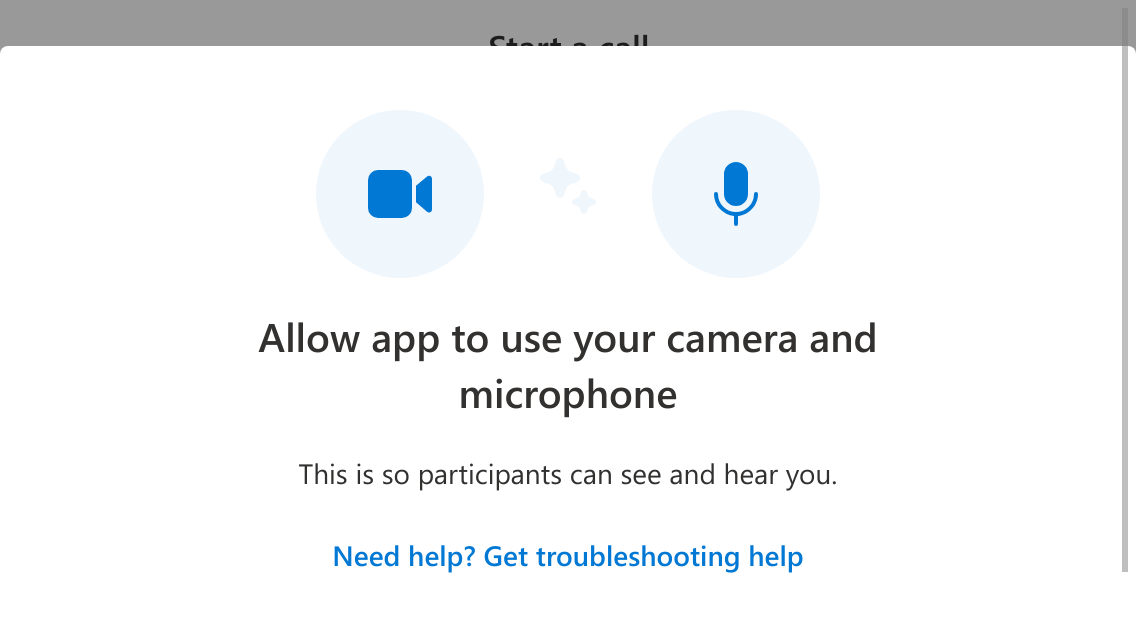 Start a call
Allow app to use your camera and
microphone
This is so participants can see and hear you.
Need help? Get troubleshooting help